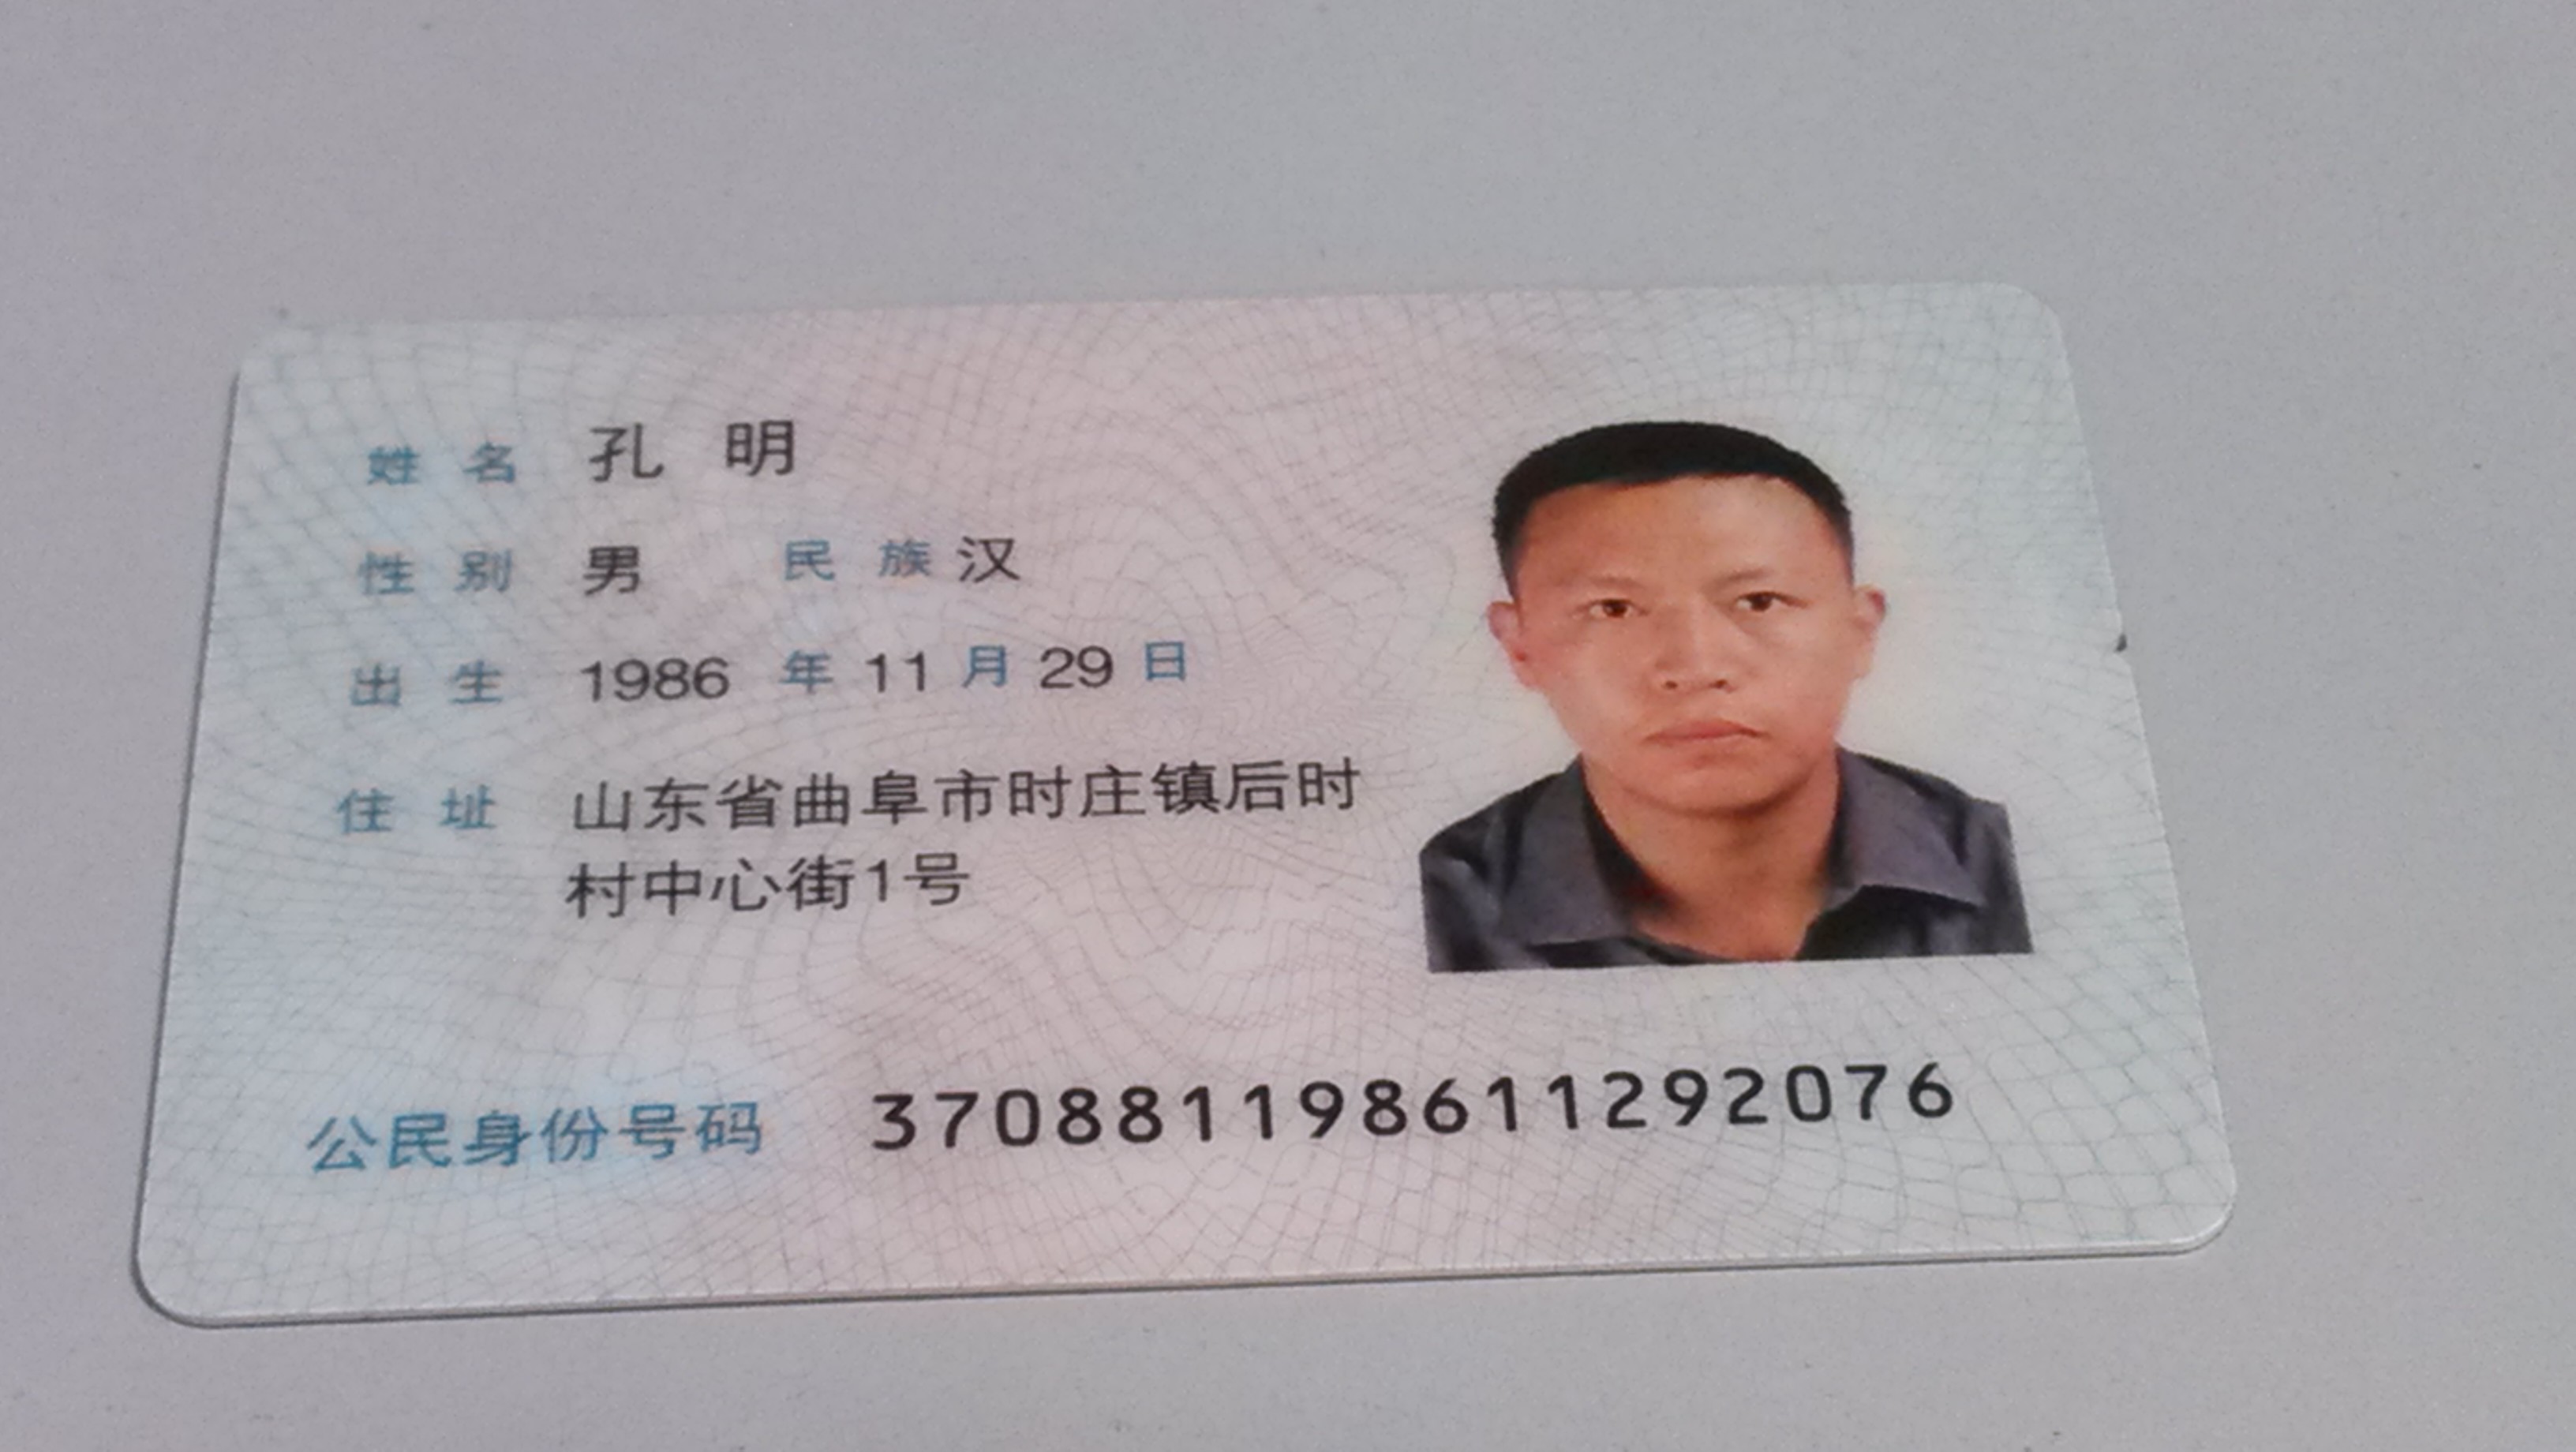 姓名 孔明
性别 男 民族 汉
出生 1986 年 11 月 29 日
住址 山东省曲阜市时庄镇后时
村中心街1号
公民身份号码 370881198611292076